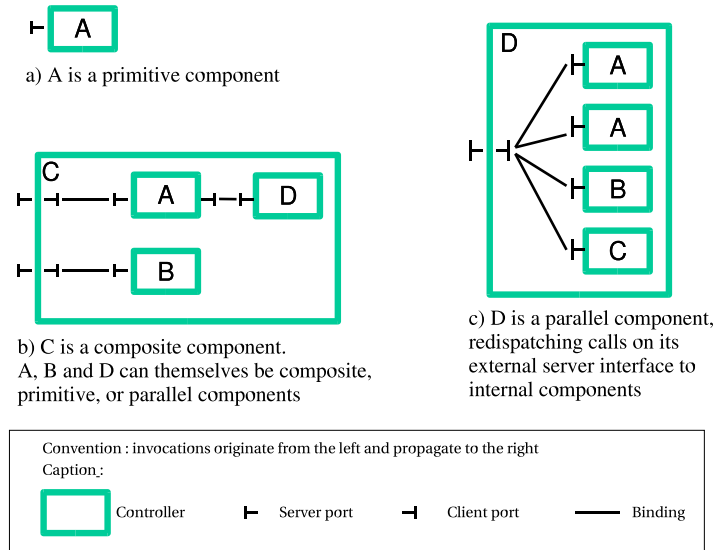 A
a) A is a primitive component
C
A
D
B
b) C is a composite component.
A, B and D can themselves be composite,
primitive, or parallel components
D
A
A
B
C
c) D is a parallel component,
redispatching calls on its
external server interface to
internal components
Convention : invocations originate from the left and propagate to the right
Caption :
Controller
Server port
Client port
Binding